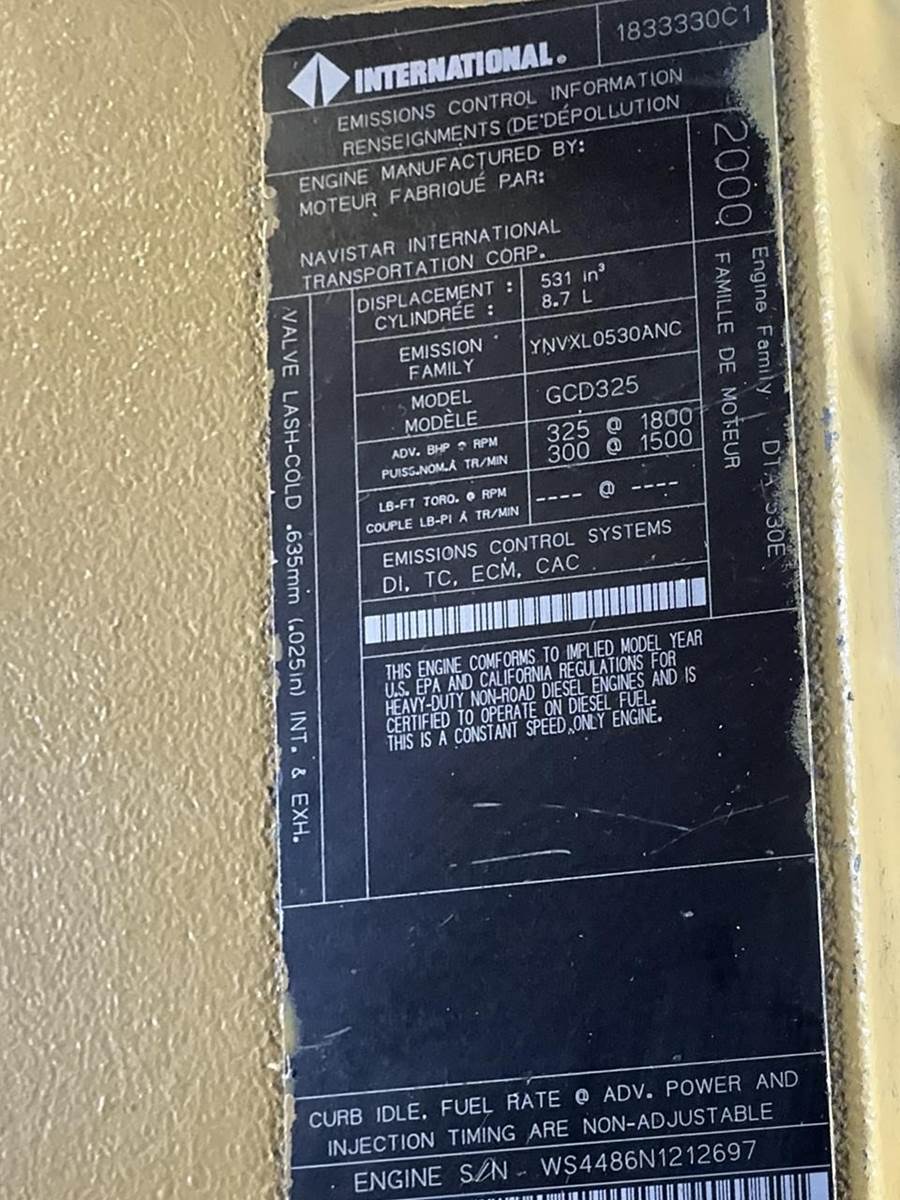 INTERNATIONAL®
1833330C1
EMISSIONS CONTROL INFORMATION
RENSEIGNMENTS (DE'DÉPOLLUTION
ENGINE MANUFACTURED BY:
MOTEUR FABRIQUÉ PAR:
NAVISTAR INTERNATIONAL
TRANSPORTATION CORP.
2000
DISPLACEMENT :
CYLINDRÉE :
531 in³
8.7 L
EMISSION
FAMILY
YNVXL0530ANC
MODEL
MODÈLE
GCD325
ADV. BHP @ RPM
PUISS.NOM.À TR/MIN
325 @ 1800
300 @ 1500
LB-FT TORQ. @ RPM
COUPLE LB-PI À TR/MIN
---- @ ----
EMISSIONS CONTROL SYSTEMS
DI, TC, ECM, CAC
Engine Family
530E
FAMILLE DE MOTEUR
VALVE LASH-COLD .635mm (.025in) INT. & EXH.
THIS ENGINE COMFORMS TO IMPLIED MODEL YEAR
U.S. EPA AND CALIFORNIA REGULATIONS FOR
HEAVY-DUTY NON-ROAD DIESEL ENGINES AND IS
CERTIFIED TO OPERATE ON DIESEL FUEL.
THIS IS A CONSTANT SPEED ONLY ENGINE.
CURB IDLE, FUEL RATE @ ADV. POWER AND
INJECTION TIMING ARE NON-ADJUSTABLE
ENGINE S/N - WS4486N1212697